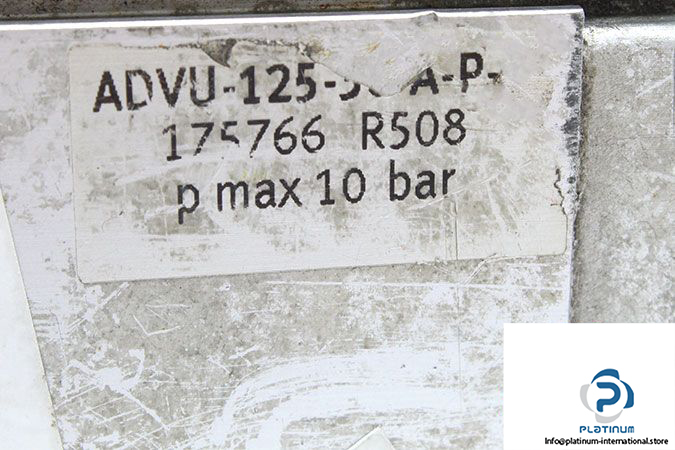 ADVU-125- A-P-
175766 R508
p max 10 bar
PLATINUM
Info@platinum-international.store